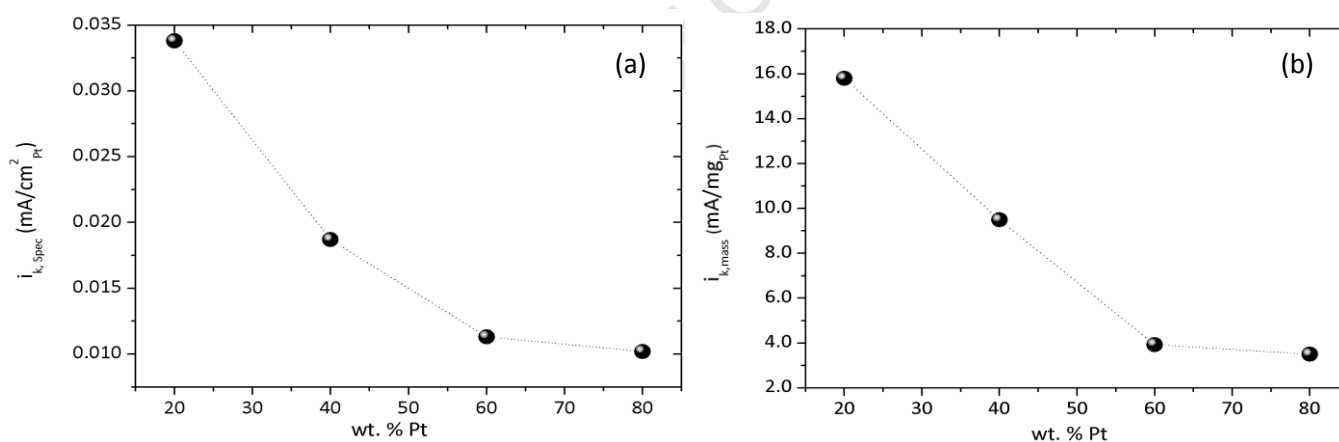 (a)
0.035
0.030
0.025
0.020
0.015
0.010
i k, Spec (mA/cm2 Pt)
20 30 40 50 60 70 80
wt. % Pt
(b)
18.0
16.0
14.0
12.0
10.0
8.0
6.0
4.0
2.0
i k,mass (mA/mg Pt)
20 30 40 50 60 70 80
wt. % Pt